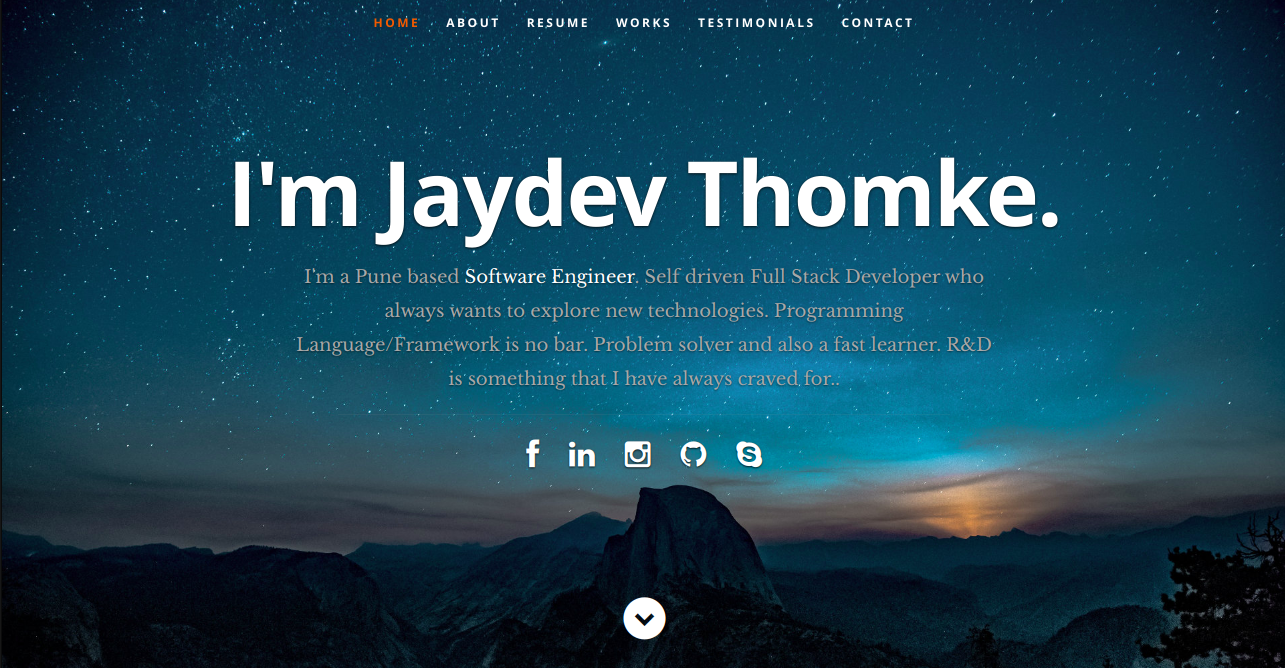 HOME ABOUT RESUME WORKS TESTIMONIALS CONTACT
I'm Jaydev Thomke.
I'm a Pune based Software Engineer. Self driven Full Stack Developer who
always wants to explore new technologies. Programming
Language/Framework is no bar. Problem solver and also a fast learner. R&D
is something that I have always craved for..